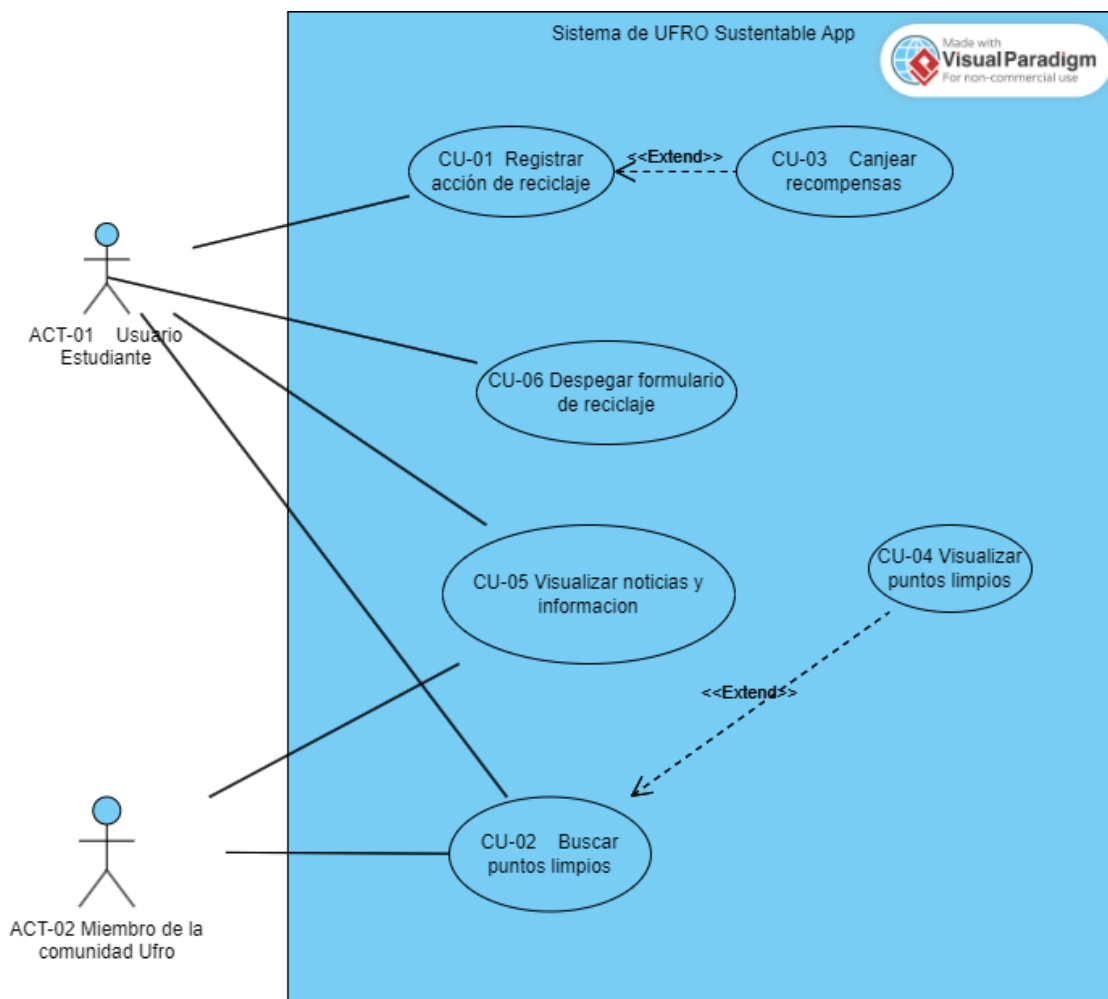 Sistema de UFRO Sustentable App
Made with
Visual Paradigm
For non-commercial use
CU-01 Registrar
acción de reciclaje
<<Extend>>
CU-03 Canjear
recompensas
ACT-01 Usuario
Estudiante
CU-06 Despegar formulario
de reciclaje
CU-05 Visualizar noticias y
informacion
CU-04 Visualizar
puntos limpios
<<Extend>>
CU-02 Buscar
puntos limpios
ACT-02 Miembro de la
comunidad Ufro